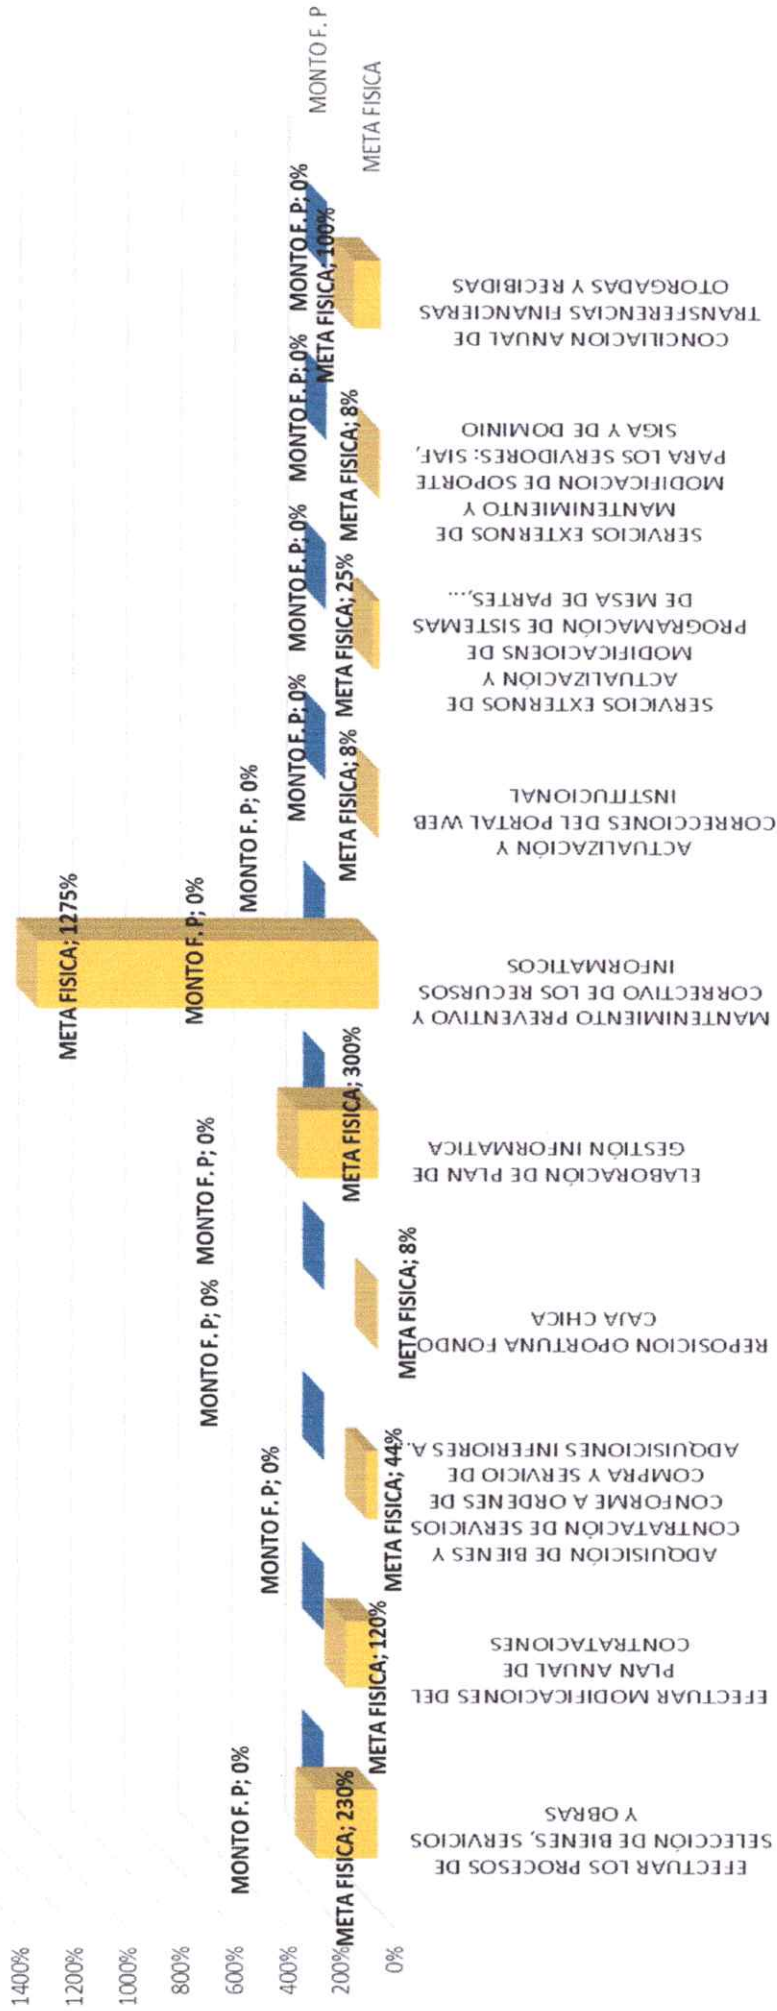 1400%
1200%
1000%
800%
600%
400%
200%
0%
META FISICA; 230%
MONTO F. P; 0%
META FISICA; 120%
MONTO F. P; 0%
META FISICA; 44%
MONTO F. P; 0%
META FISICA; 8%
MONTO F. P; 0%
META FISICA; 300%
MONTO F. P; 0%
META FISICA; 1275%
MONTO F. P; 0%
META FISICA; 8%
MONTO F. P; 0%
META FISICA; 25%
MONTO F. P; 0%
META FISICA; 8%
MONTO F. P; 0%
META FISICA; 100%
MONTO F. P; 0%
MONTO F. P
META FISICA
EFECTUAR LOS PROCESOS DE
SELECCIÓN DE BIENES, SERVICIOS
Y OBRAS
EFECTUAR MODIFICACIONES DEL
PLAN ANUAL DE
CONTRATACIONES
ADQUISICIÓN DE BIENES Y
CONTRATACIÓN DE SERVICIOS
CONFORME A ORDENES DE
COMPRA Y SERVICIO DE
ADQUISICIONES INFERIORES A…
REPOSICION OPORTUNA FONDO
CAJA CHICA
ELABORACIÓN DE PLAN DE
GESTIÓN INFORMATICA
MANTENIMIENTO PREVENTIVO Y
CORRECTIVO DE LOS RECURSOS
INFORMATICOS
ACTUALIZACIÓN Y
CORRECCIONES DEL PORTAL WEB
INSTITUCIONAL
SERVICIOS EXTERNOS DE
ACTUALIZACIÓN Y
MODIFICACIOENS DE
PROGRAMACIÓN DE SISTEMAS
DE MESA DE PARTES,…
SERVICIOS EXTERNOS DE
MANTENIMIENTO Y
MODIFICACION DE SOPORTE
PARA LOS SERVIDORES: SIAF,
SIGA Y DE DOMINIO
CONCILIACION ANUAL DE
TRANSFERENCIAS FINANCIERAS
OTORGADAS Y RECIBIDAS